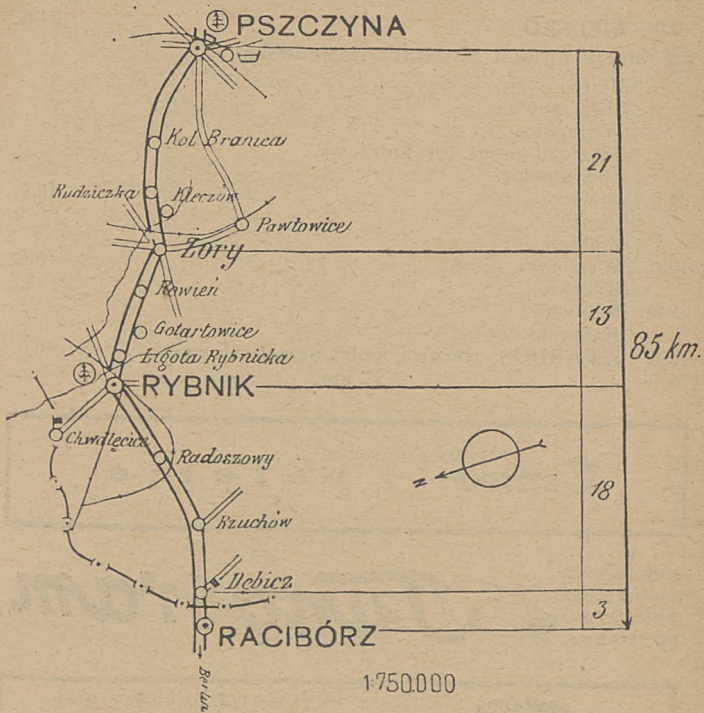 PSZCZYNA
Kol Branica
21
Rudziczka
Kleczów
Pawłowice
Żory
Rowień
13
Gotartowice
85 km.
Ligota Rybnicka
RYBNIK
Chwałęcice
Radoszowy
N
18
Rzuchów
Dębicz
3
RACIBÓRZ
Berlin
1:750.000